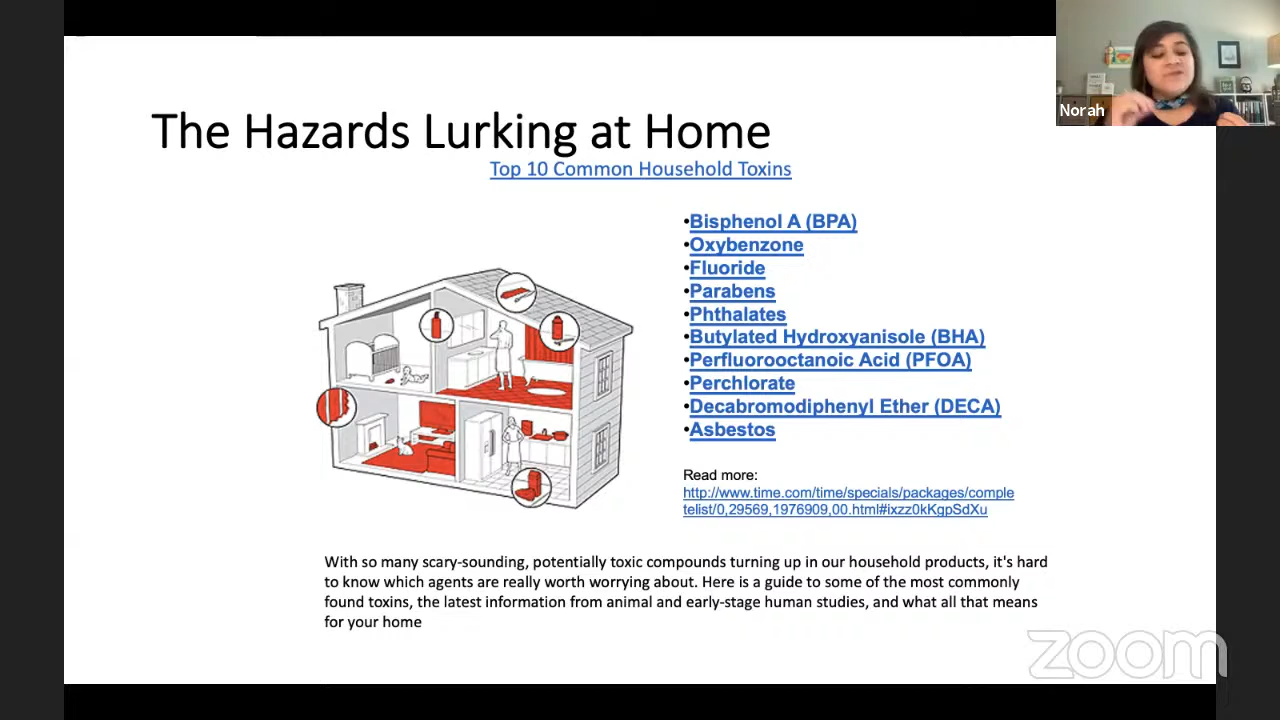 Norah
The Hazards Lurking at Home
Top 10 Common Household Toxins
•Bisphenol A (BPA)
•Oxybenzone
•Fluoride
•Parabens
•Phthalates
•Butylated Hydroxyanisole (BHA)
•Perfluorooctanoic Acid (PFOA)
•Perchlorate
•Decabromodiphenyl Ether (DECA)
•Asbestos
Read more:
http://www.time.com/time/specials/packages/comple
telist/0,29569,1976909,00.html#ixzz0kKgpSdXu
With so many scary-sounding, potentially toxic compounds turning up in our household products, it's hard
to know which agents are really worth worrying about. Here is a guide to some of the most commonly
found toxins, the latest information from animal and early-stage human studies, and what all that means
for your home
zoom